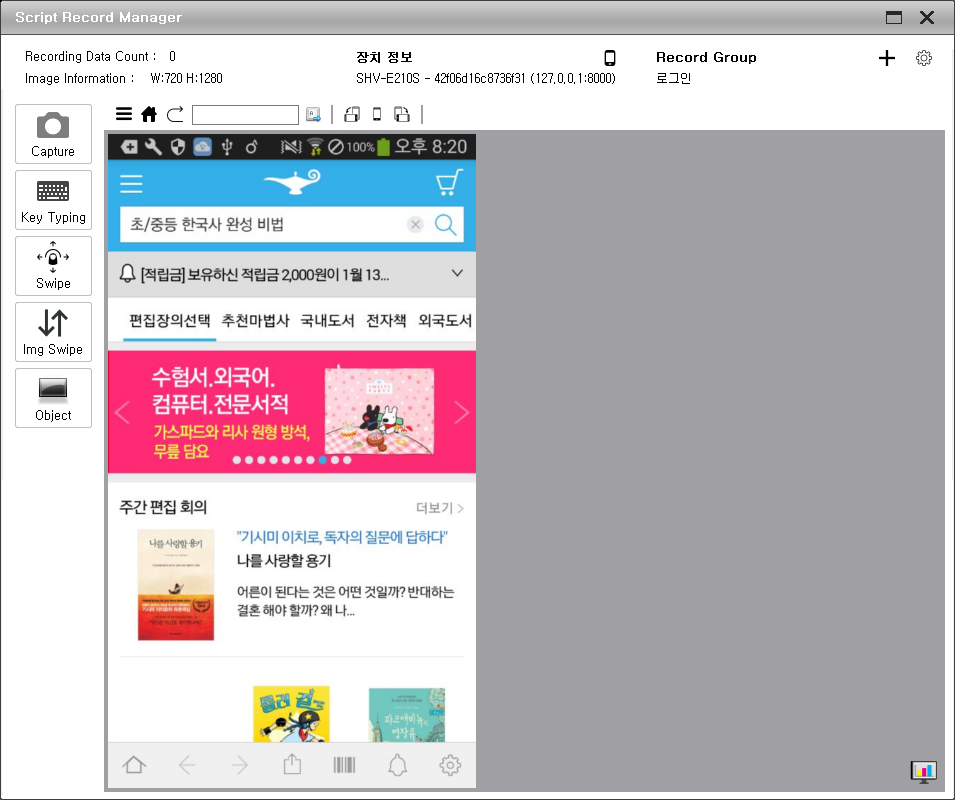 Script Record Manager
Recording Data Count : 0
장치 정보
Record Group
Image Information : W:720 H:1280
SHV-E210S - 42f06d16c8736f31 (127.0.0.1:8000)
로그인
Capture
Key Typing
Swipe
Img Swipe
Object
100% 오후 8:20
초/중등 한국사 완성 비법
[적립금] 보유하신 적립금 2,000원이 1월 13...
편집장의선택 추천마법사 국내도서 전자책 외국도서
수험서.외국어.
컴퓨터.전문서적
가스파드와 리사 원형 방석,
무릎 담요
주간 편집 회의
더보기 >
나를 사랑할 용기
"기시미 이치로, 독자의 질문에 답하다"
나를 사랑할 용기
어른이 된다는 것은 어떤 것일까? 반대하는
결혼 해야 할까? 왜 나...